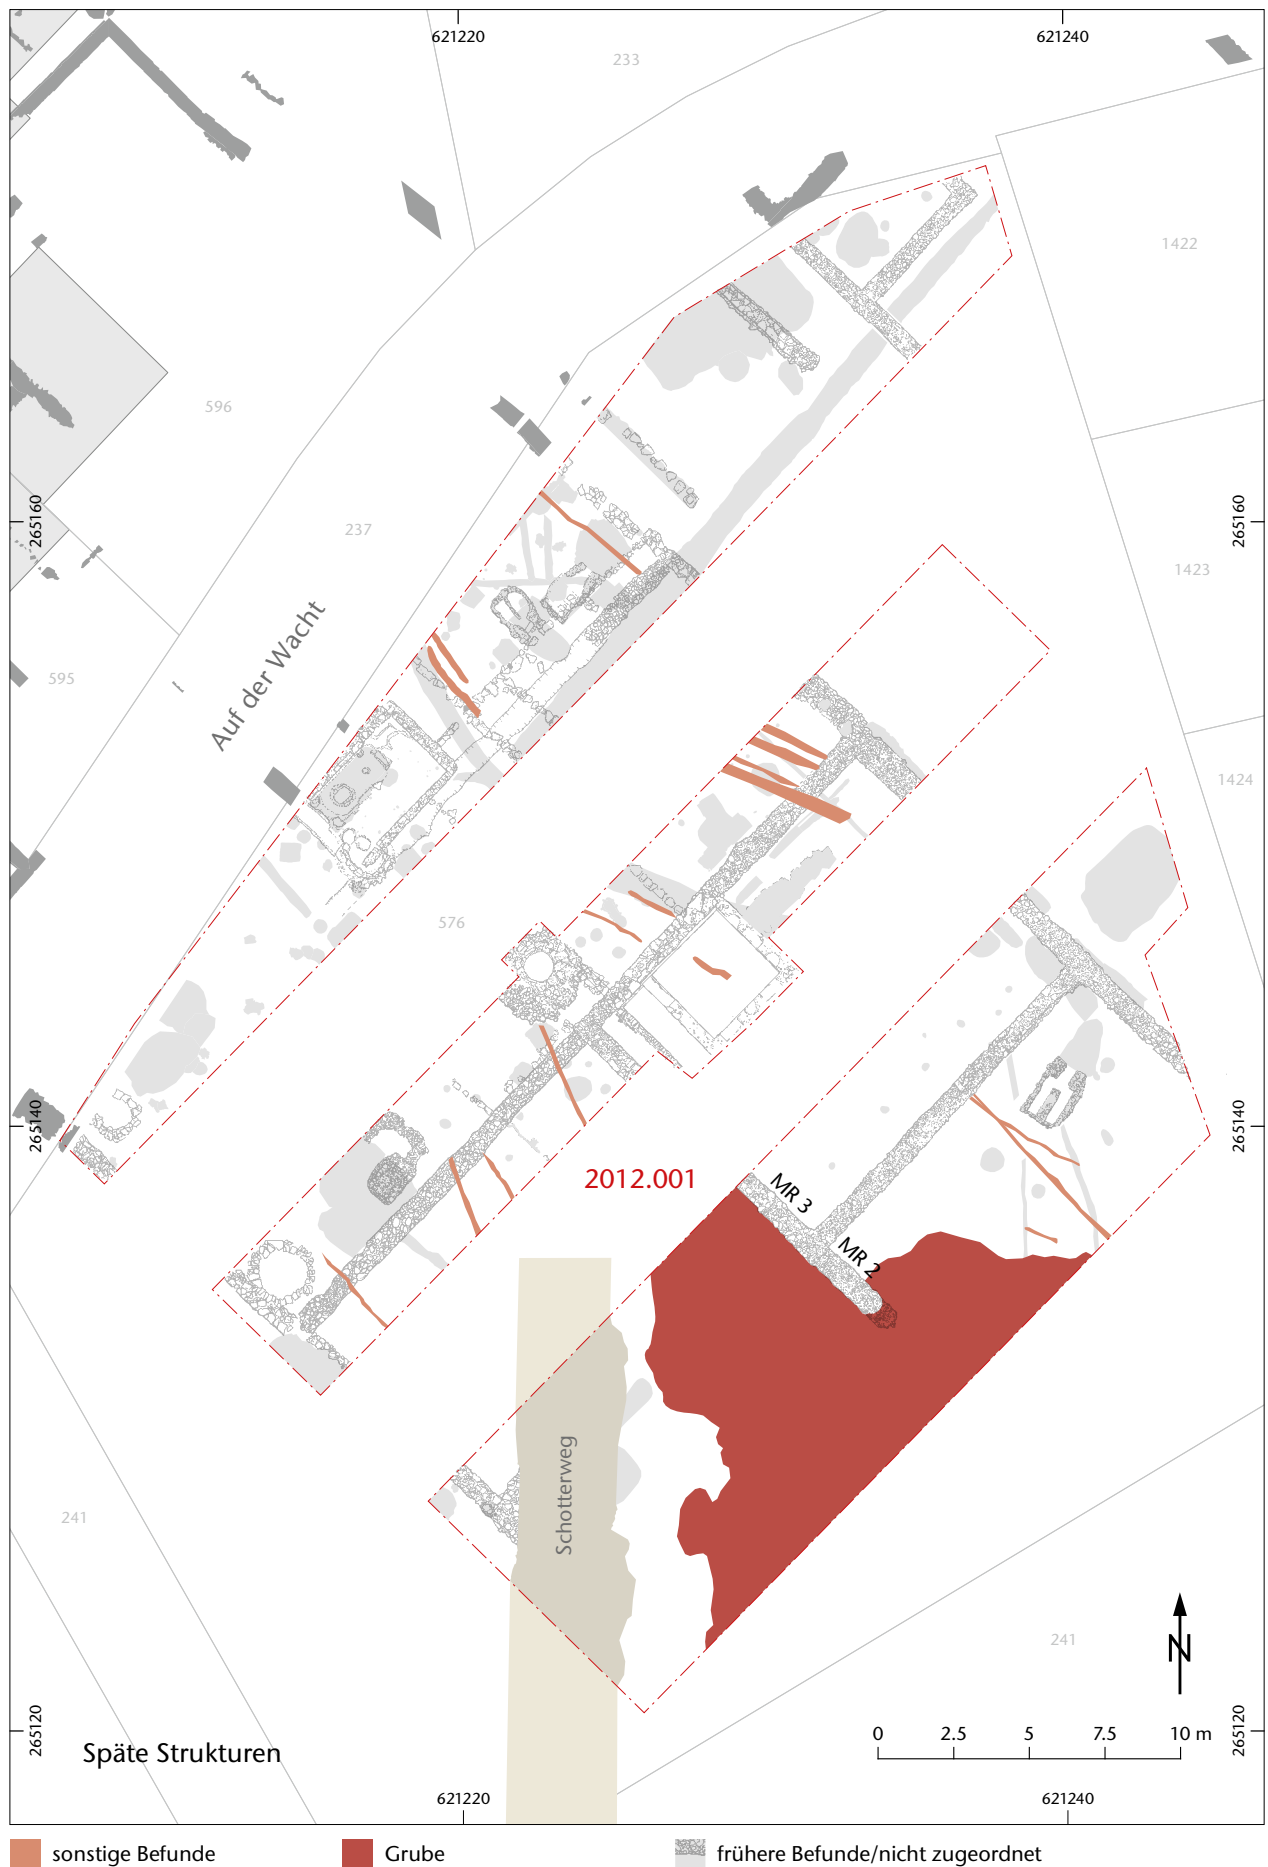 621220
621240
233
1422
596
265160
237
265160
1423
Auf der Wacht
595
1424
576
265140
265140
2012.001
MR 3
MR 2
Schotterweg
241
241
N
265120
265120
0 2.5 5 7.5 10 m
Späte Strukturen
621220
621240
sonstige Befunde
Grube
frühere Befunde/nicht zugeordnet